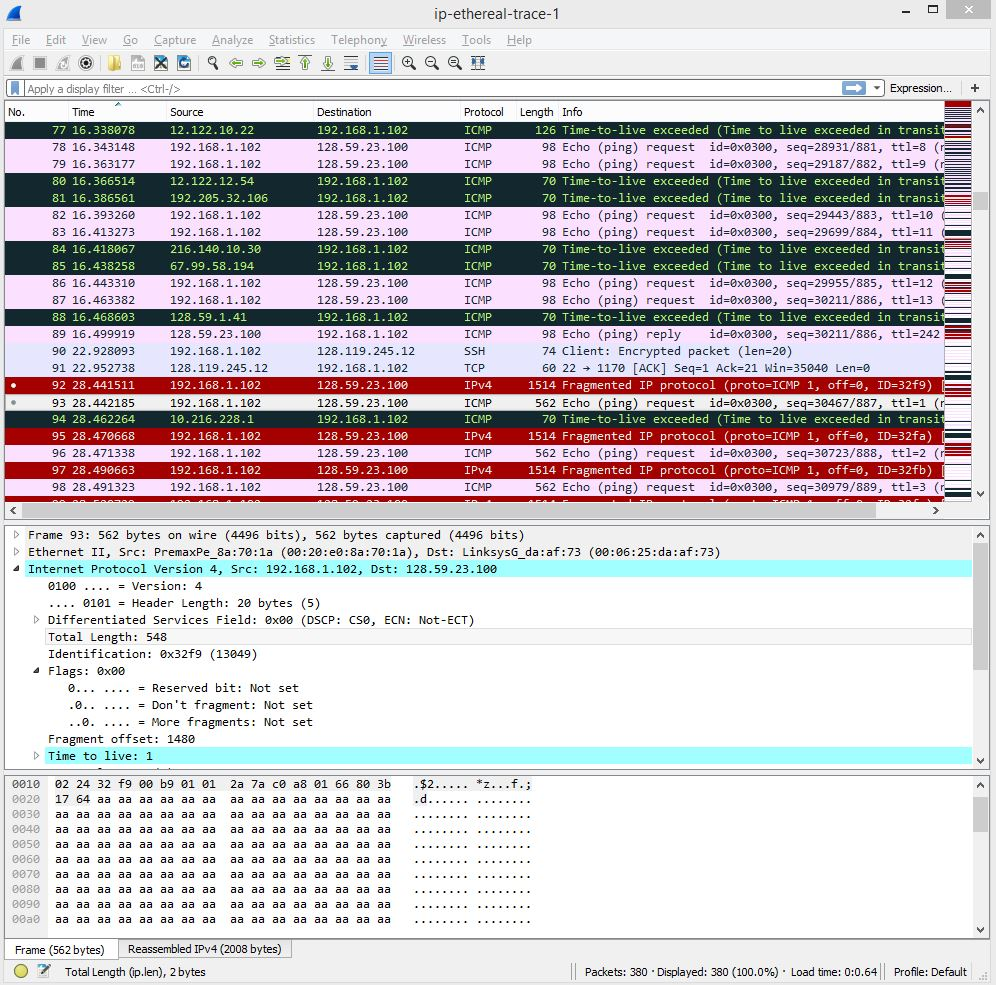 ip-ethereal-trace-1
File Edit View Go Capture Analyze Statistics Telephony Wireless Tools Help
Apply a display filter ... <Ctrl-/> Expression... +
No. Time Source Destination Protocol Length Info
77 16.338078 12.122.10.22 192.168.1.102 ICMP 126 Time-to-live exceeded (Time to live exceeded in transit
78 16.343148 192.168.1.102 128.59.23.100 ICMP 98 Echo (ping) request id=0x0300, seq=28931/881, ttl=8 (
79 16.363177 192.168.1.102 128.59.23.100 ICMP 98 Echo (ping) request id=0x0300, seq=29187/882, ttl=9 (
80 16.366514 12.122.12.54 192.168.1.102 ICMP 70 Time-to-live exceeded (Time to live exceeded in transit
81 16.386561 192.205.32.106 192.168.1.102 ICMP 70 Time-to-live exceeded (Time to live exceeded in transit
82 16.393260 192.168.1.102 128.59.23.100 ICMP 98 Echo (ping) request id=0x0300, seq=29443/883, ttl=10 (
83 16.413273 192.168.1.102 128.59.23.100 ICMP 98 Echo (ping) request id=0x0300, seq=29699/884, ttl=11 (
84 16.418067 216.140.10.30 192.168.1.102 ICMP 70 Time-to-live exceeded (Time to live exceeded in transit
85 16.438258 67.99.58.194 192.168.1.102 ICMP 70 Time-to-live exceeded (Time to live exceeded in transit
86 16.443310 192.168.1.102 128.59.23.100 ICMP 98 Echo (ping) request id=0x0300, seq=29955/885, ttl=12 (
87 16.463382 192.168.1.102 128.59.23.100 ICMP 98 Echo (ping) request id=0x0300, seq=30211/886, ttl=13 (
88 16.468603 128.59.1.41 192.168.1.102 ICMP 70 Time-to-live exceeded (Time to live exceeded in transit
89 16.499919 128.59.23.100 192.168.1.102 ICMP 98 Echo (ping) reply id=0x0300, seq=30211/886, ttl=242
90 22.928093 192.168.1.102 128.119.245.12 SSH 74 Client: Encrypted packet (len=20)
91 22.952738 128.119.245.12 192.168.1.102 TCP 60 22 → 1170 [ACK] Seq=1 Ack=21 Win=35040 Len=0
92 28.441511 192.168.1.102 128.59.23.100 IPv4 1514 Fragmented IP protocol (proto=ICMP 1, off=0, ID=32f9) [
93 28.442185 192.168.1.102 128.59.23.100 ICMP 562 Echo (ping) request id=0x0300, seq=30467/887, ttl=1 (
94 28.462264 10.216.228.1 192.168.1.102 ICMP 70 Time-to-live exceeded (Time to live exceeded in transit
95 28.470668 192.168.1.102 128.59.23.100 IPv4 1514 Fragmented IP protocol (proto=ICMP 1, off=0, ID=32fa) [
96 28.471338 192.168.1.102 128.59.23.100 ICMP 562 Echo (ping) request id=0x0300, seq=30723/888, ttl=2 (
97 28.490663 192.168.1.102 128.59.23.100 IPv4 1514 Fragmented IP protocol (proto=ICMP 1, off=0, ID=32fb) [
98 28.491323 192.168.1.102 128.59.23.100 ICMP 562 Echo (ping) request id=0x0300, seq=30979/889, ttl=3 (
Frame 93: 562 bytes on wire (4496 bits), 562 bytes captured (4496 bits)
Ethernet II, Src: PremaxPe_8a:70:1a (00:20:e0:8a:70:1a), Dst: LinksysG_da:af:73 (00:06:25:da:af:73)
Internet Protocol Version 4, Src: 192.168.1.102, Dst: 128.59.23.100
0100 .... = Version: 4
.... 0101 = Header Length: 20 bytes (5)
Differentiated Services Field: 0x00 (DSCP: CS0, ECN: Not-ECT)
Total Length: 548
Identification: 0x32f9 (13049)
Flags: 0x00
0... .... = Reserved bit: Not set
.0.. .... = Don't fragment: Not set
..0. .... = More fragments: Not set
Fragment offset: 1480
Time to live: 1
0010 02 24 32 f9 00 b9 01 01 2a 7a c0 a8 01 66 80 3b .$2..... *z...f.;
0020 17 64 aa aa aa aa aa aa aa aa aa aa aa aa aa aa .d...... ........
0030 aa aa aa aa aa aa aa aa aa aa aa aa aa aa aa aa ........ ........
0040 aa aa aa aa aa aa aa aa aa aa aa aa aa aa aa aa ........ ........
0050 aa aa aa aa aa aa aa aa aa aa aa aa aa aa aa aa ........ ........
0060 aa aa aa aa aa aa aa aa aa aa aa aa aa aa aa aa ........ ........
0070 aa aa aa aa aa aa aa aa aa aa aa aa aa aa aa aa ........ ........
0080 aa aa aa aa aa aa aa aa aa aa aa aa aa aa aa aa ........ ........
0090 aa aa aa aa aa aa aa aa aa aa aa aa aa aa aa aa ........ ........
00a0 aa aa aa aa aa aa aa aa aa aa aa aa aa aa aa aa ........ ........
Frame (562 bytes) Reassembled IPv4 (2008 bytes)
Total Length (ip.len), 2 bytes Packets: 380 · Displayed: 380 (100.0%) · Load time: 0:0.64 Profile: Default